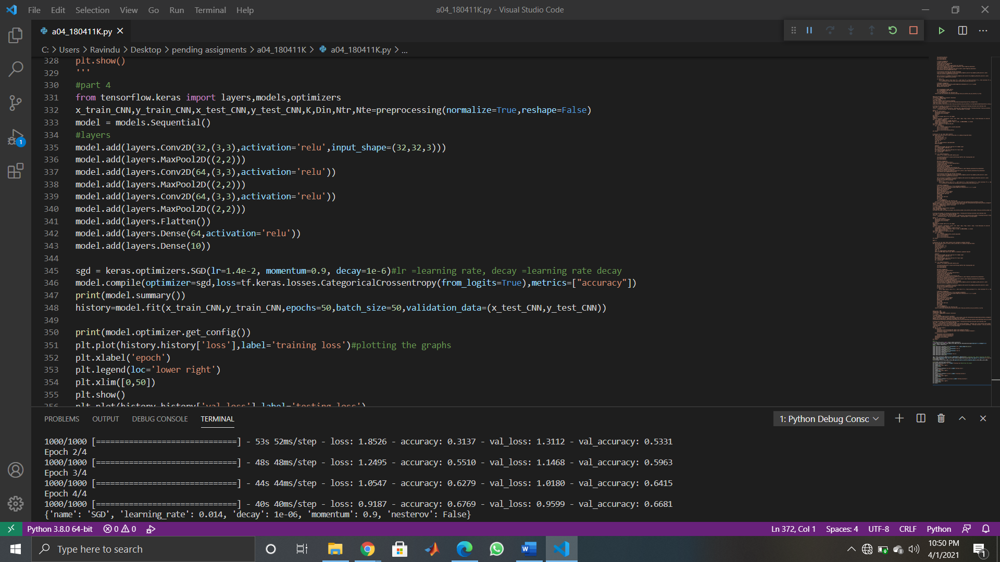 File Edit Selection View Go Run Terminal Help
a04_180411K.py - Visual Studio Code
a04_180411K.py
C: > Users > Ravindu > Desktop > pending assigments > a04_180411K > a04_180411K.py > ...
328 plt.show()
329 '''
330 #part 4
331 from tensorflow.keras import layers,models,optimizers
332 x_train_CNN,y_train_CNN,x_test_CNN,y_test_CNN,K,Din,Ntr,Nte=preprocessing(normalize=True,reshape=False)
333 model = models.Sequential()
334 #layers
335 model.add(layers.Conv2D(32,(3,3),activation='relu',input_shape=(32,32,3)))
336 model.add(layers.MaxPool2D((2,2)))
337 model.add(layers.Conv2D(64,(3,3),activation='relu'))
338 model.add(layers.MaxPool2D((2,2)))
339 model.add(layers.Conv2D(64,(3,3),activation='relu'))
340 model.add(layers.MaxPool2D((2,2)))
341 model.add(layers.Flatten())
342 model.add(layers.Dense(64,activation='relu'))
343 model.add(layers.Dense(10))
344
345 sgd = keras.optimizers.SGD(lr=1.4e-2, momentum=0.9, decay=1e-6)#lr =learning rate, decay =learning rate decay
346 model.compile(optimizer=sgd,loss=tf.keras.losses.CategoricalCrossentropy(from_logits=True),metrics=["accuracy"])
347 print(model.summary())
348 history=model.fit(x_train_CNN,y_train_CNN,epochs=50,batch_size=50,validation_data=(x_test_CNN,y_test_CNN))
349
350 print(model.optimizer.get_config())
351 plt.plot(history.history['loss'],label='training loss')#plotting the graphs
352 plt.xlabel('epoch')
353 plt.legend(loc='lower right')
354 plt.xlim([0,50])
355 plt.show()
356 plt.plot(history.history['val_loss'],label='testing loss')
PROBLEMS OUTPUT DEBUG CONSOLE TERMINAL
1: Python Debug Consc
1000/1000 [==============================] - 53s 52ms/step - loss: 1.8526 - accuracy: 0.3137 - val_loss: 1.3112 - val_accuracy: 0.5331
Epoch 2/4
1000/1000 [==============================] - 48s 48ms/step - loss: 1.2495 - accuracy: 0.5510 - val_loss: 1.1468 - val_accuracy: 0.5963
Epoch 3/4
1000/1000 [==============================] - 44s 44ms/step - loss: 1.0547 - accuracy: 0.6279 - val_loss: 1.0180 - val_accuracy: 0.6415
Epoch 4/4
1000/1000 [==============================] - 40s 40ms/step - loss: 0.9187 - accuracy: 0.6769 - val_loss: 0.9599 - val_accuracy: 0.6681
{'name': 'SGD', 'learning_rate': 0.014, 'decay': 1e-06, 'momentum': 0.9, 'nesterov': False}
Python 3.8.0 64-bit 0 0
Ln 372, Col 1 Spaces: 4 UTF-8 CRLF Python
Type here to search
10:50 PM
4/1/2021
1
1